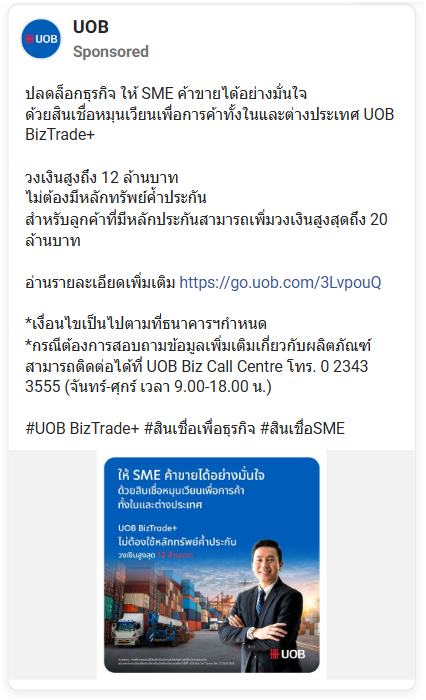 UOB
UOB
Sponsored
ปลดล็อกธุรกิจ ให้ SME ค้าขายได้อย่างมั่นใจ
ด้วยสินเชื่อหมุนเวียนเพื่อการค้าทั้งในและต่างประเทศ UOB
BizTrade+
วงเงินสูงถึง 12 ล้านบาท
ไม่ต้องมีหลักทรัพย์ค้ำประกัน
สำหรับลูกค้าที่มีหลักประกันสามารถเพิ่มวงเงินสูงสุดถึง 20
ล้านบาท
อ่านรายละเอียดเพิ่มเติม https://go.uob.com/3LvpouQ
*เงื่อนไขเป็นไปตามที่ธนาคารฯกำหนด
*กรณีต้องการสอบถามข้อมูลเพิ่มเติมเกี่ยวกับผลิตภัณฑ์
สามารถติดต่อได้ที่ UOB Biz Call Centre โทร. 0 2343
3555 (จันทร์-ศุกร์ เวลา 9.00-18.00 น.)
#UOB BizTrade+ #สินเชื่อเพื่อธุรกิจ #สินเชื่อSME
ให้ SME ค้าขายได้อย่างมั่นใจ
ด้วยสินเชื่อหมุนเวียนเพื่อการค้า
ทั้งในและต่างประเทศ
UOB BizTrade+
ไม่ต้องใช้หลักทรัพย์ค้ำประกัน
วงเงินสูงสุด 12 ล้านบาท
UOB